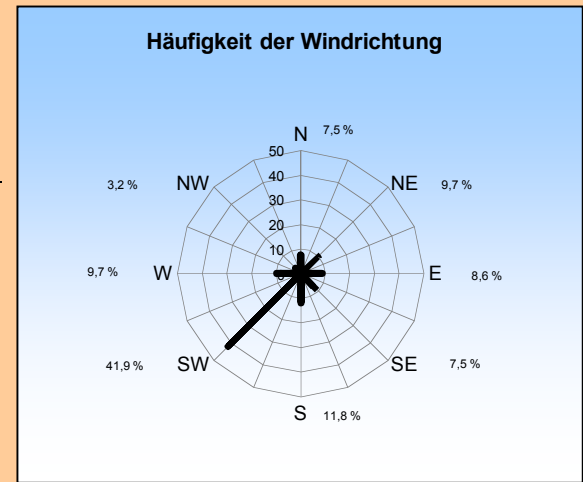 Häufigkeit der Windrichtung
N 7,5 %
50
40
30
20
10
0
NW 3,2 %
NE 9,7 %
W 9,7 %
E 8,6 %
SW 41,9 %
SE 7,5 %
S 11,8 %